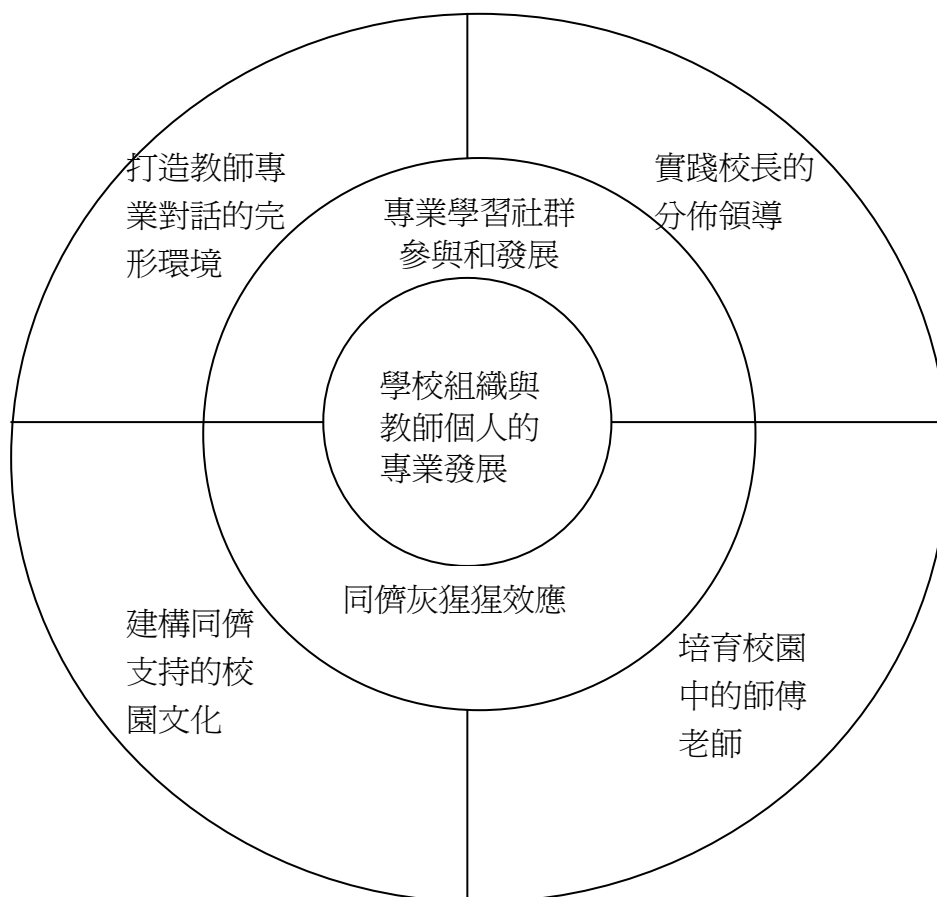 打造教師專
業對話的完
形環境
實踐校長的
分佈領導
專業學習社群
參與和發展
學校組織與
教師個人的
專業發展
同儕灰猩猩效應
建構同儕
支持的校
園文化
培育校園
中的師傅
老師